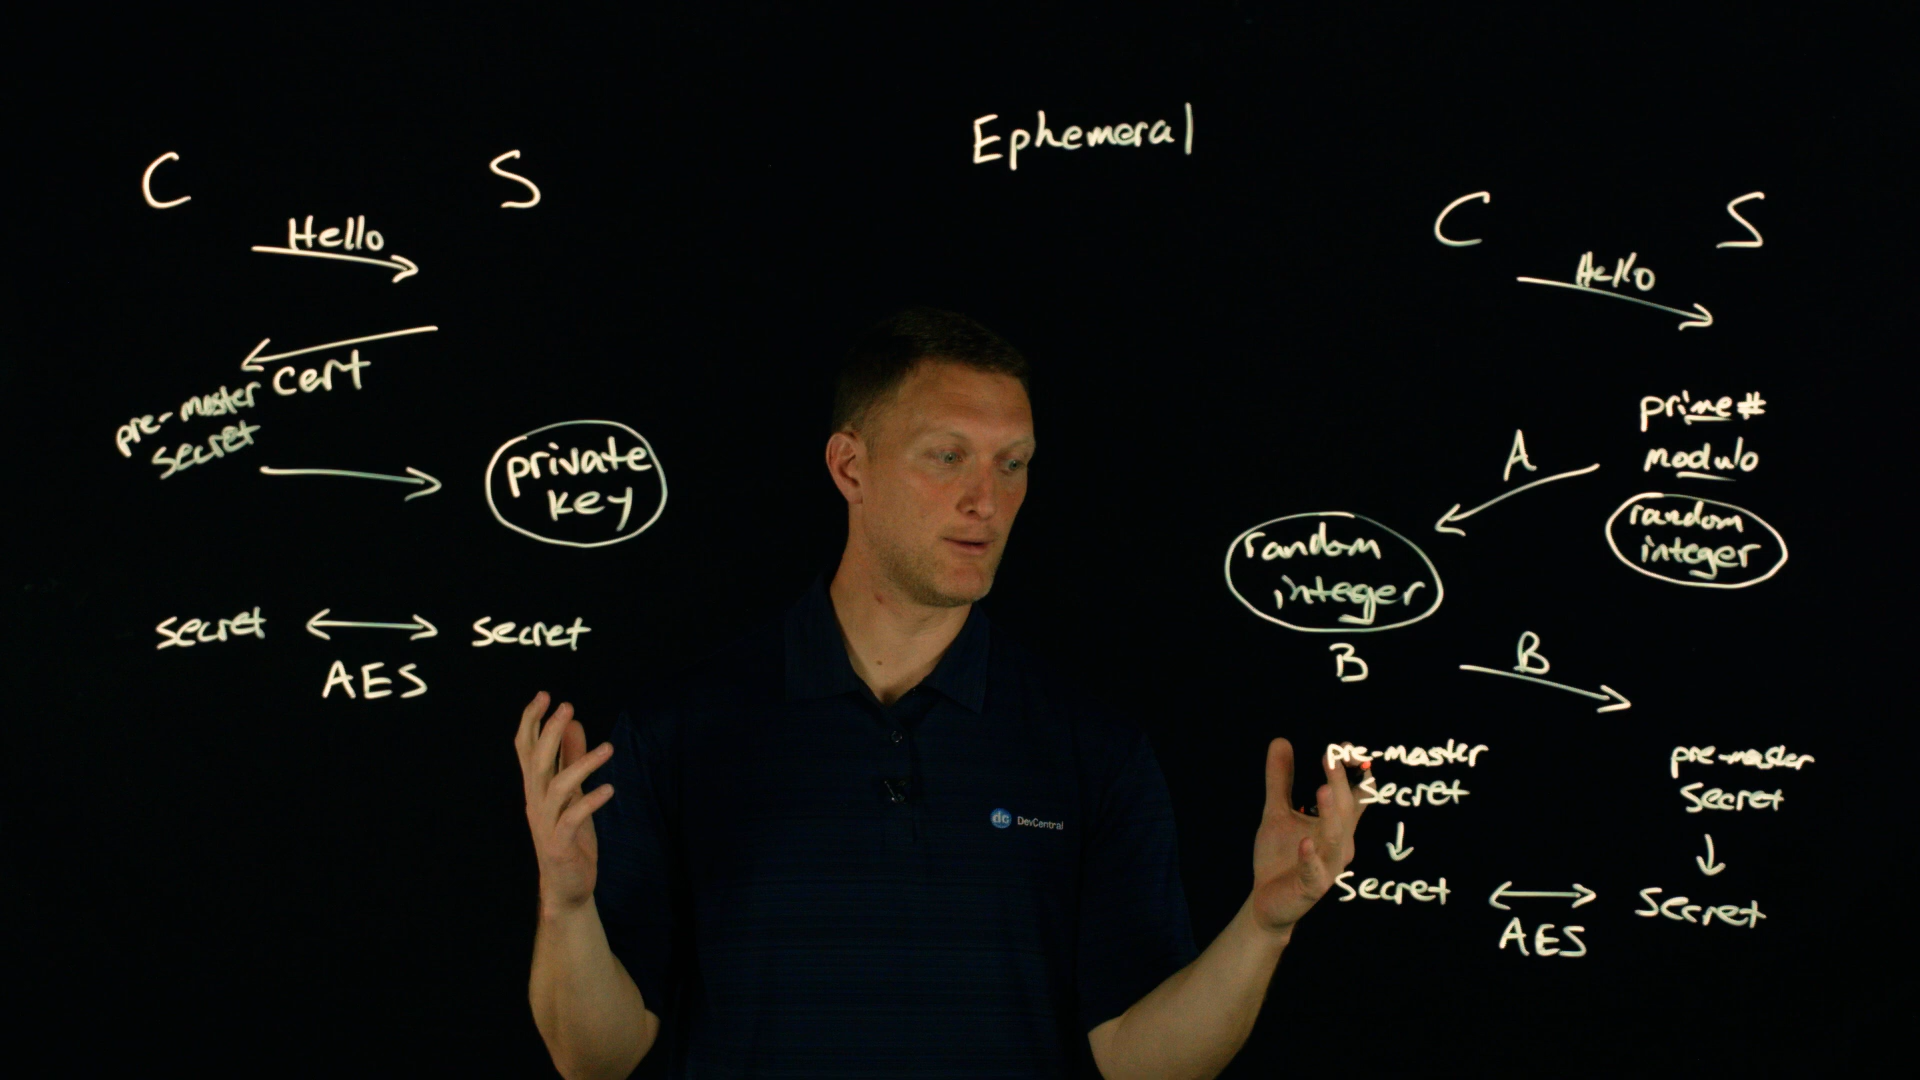 Ephemeral
C S
Hello
cert
pre-master
secret
private
key
secret secret
AES
C S
Hello
prime#
modulo
random
integer
A
random
integer
B
B
pre-master
secret
pre-master
secret
secret secret
AES
dc DevCentral